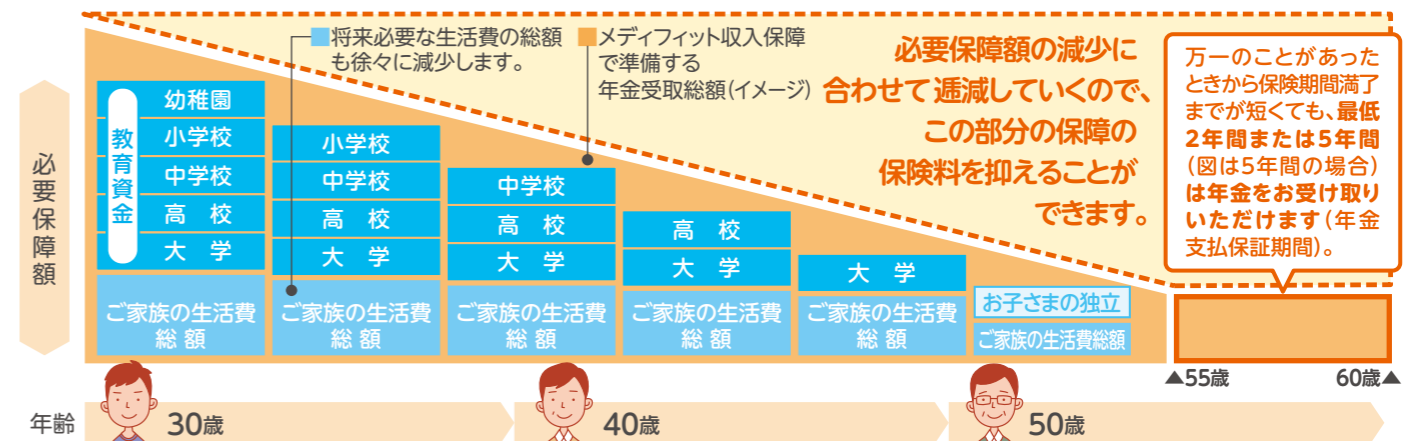 将来必要な生活費の総額
も徐々に減少します。
メディフィット収入保障
で準備する
年金受取総額(イメージ)
必要保障額の減少に
合わせて逓減していくので、
この部分の保障の
保険料を抑えることが
できます。
万一のことがあった
ときから保険期間満了
までが短くても、最低
2年間または5年間
(図は5年間の場合)
は年金をお受け取り
いただけます(年金
支払保証期間)。
必要保障額
教育資金
幼稚園
小学校
中学校
高 校
大 学
ご家族の生活費
総 額
小学校
中学校
高 校
大 学
ご家族の生活費
総 額
中学校
高 校
大 学
ご家族の生活費
総 額
高 校
大 学
ご家族の生活費
総 額
大 学
ご家族の生活費
総 額
お子さまの独立
ご家族の生活費総額
▲55歳
60歳▲
年齢
30歳
40歳
50歳